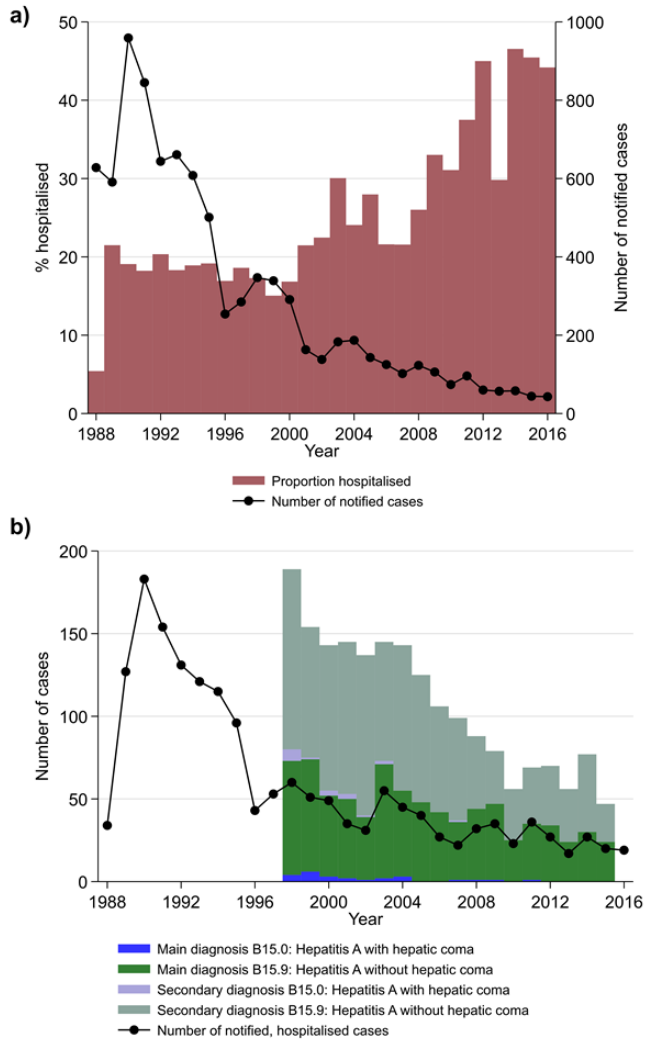 a)
50
40
30
20
10
0
% hospitalised
1000
800
600
400
200
0
Number of notified cases
1988 1992 1996 2000 2004 2008 2012 2016
Year
Proportion hospitalised
Number of notified cases
b)
200
150
100
50
0
Number of cases
1988 1992 1996 2000 2004 2008 2012 2016
Year
Main diagnosis B15.0: Hepatitis A with hepatic coma
Main diagnosis B15.9: Hepatitis A without hepatic coma
Secondary diagnosis B15.0: Hepatitis A with hepatic coma
Secondary diagnosis B15.9: Hepatitis A without hepatic coma
Number of notified, hospitalised cases